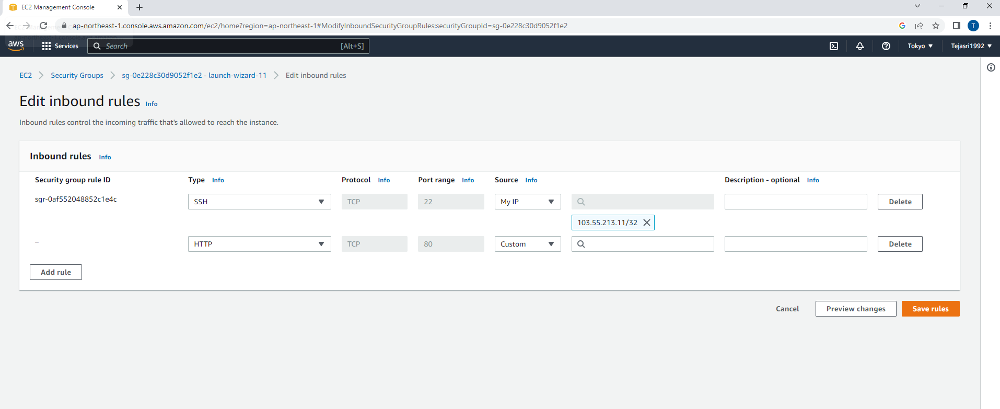 EC2 Management Console
ap-northeast-1.console.aws.amazon.com/ec2/home?region=ap-northeast-1#ModifyInboundSecurityGroupRules:securityGroupId=sg-0e228c30d9052f1e2
T
aws
Services
Search
[Alt+S]
Tokyo
Tejasri1992
EC2
Security Groups
sg-0e228c30d9052f1e2 - launch-wizard-11
Edit inbound rules
Edit inbound rules Info
Inbound rules control the incoming traffic that's allowed to reach the instance.
Inbound rules Info
Security group rule ID Type Info Protocol Info Port range Info Source Info Description - optional Info
sgr-0af552048852c1e4c SSH TCP 22 My IP Delete
103.55.213.11/32
– HTTP TCP 80 Custom Delete
Add rule
Cancel Preview changes Save rules